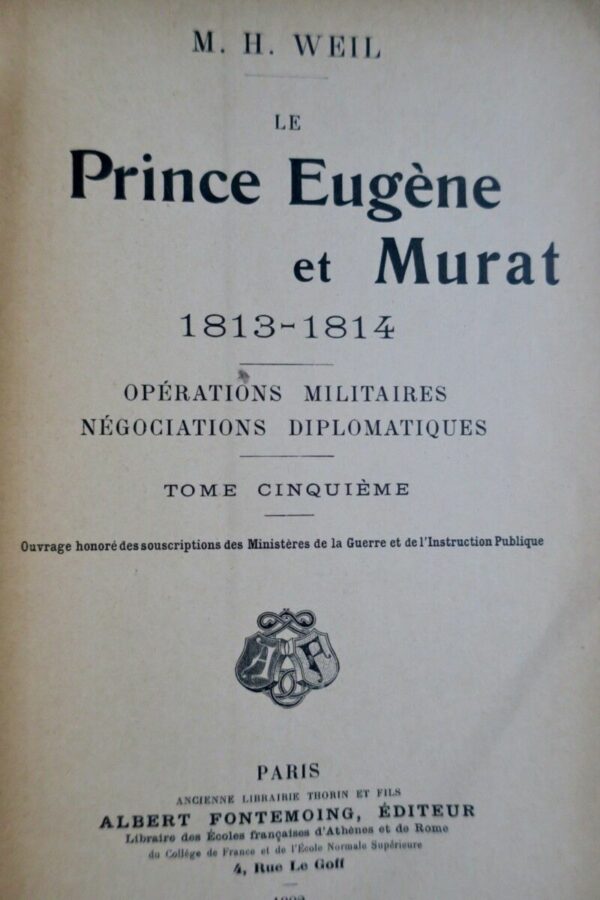 M. H. WEIL
LE
Prince Eugène
et Murat
1813-1814
OPÉRATIONS MILITAIRES
NÉGOCIATIONS DIPLOMATIQUES
TOME CINQUIÈME
Ouvrage honoré des souscriptions des Ministères de la Guerre et de l'Instruction Publique
A F
PARIS
ANCIENNE LIBRAIRIE THORIN ET FILS
ALBERT FONTEMOING, ÉDITEUR
Libraire des Écoles françaises d'Athènes et de Rome
du Collège de France et de l'École Normale Supérieure
4, Rue Le Goff